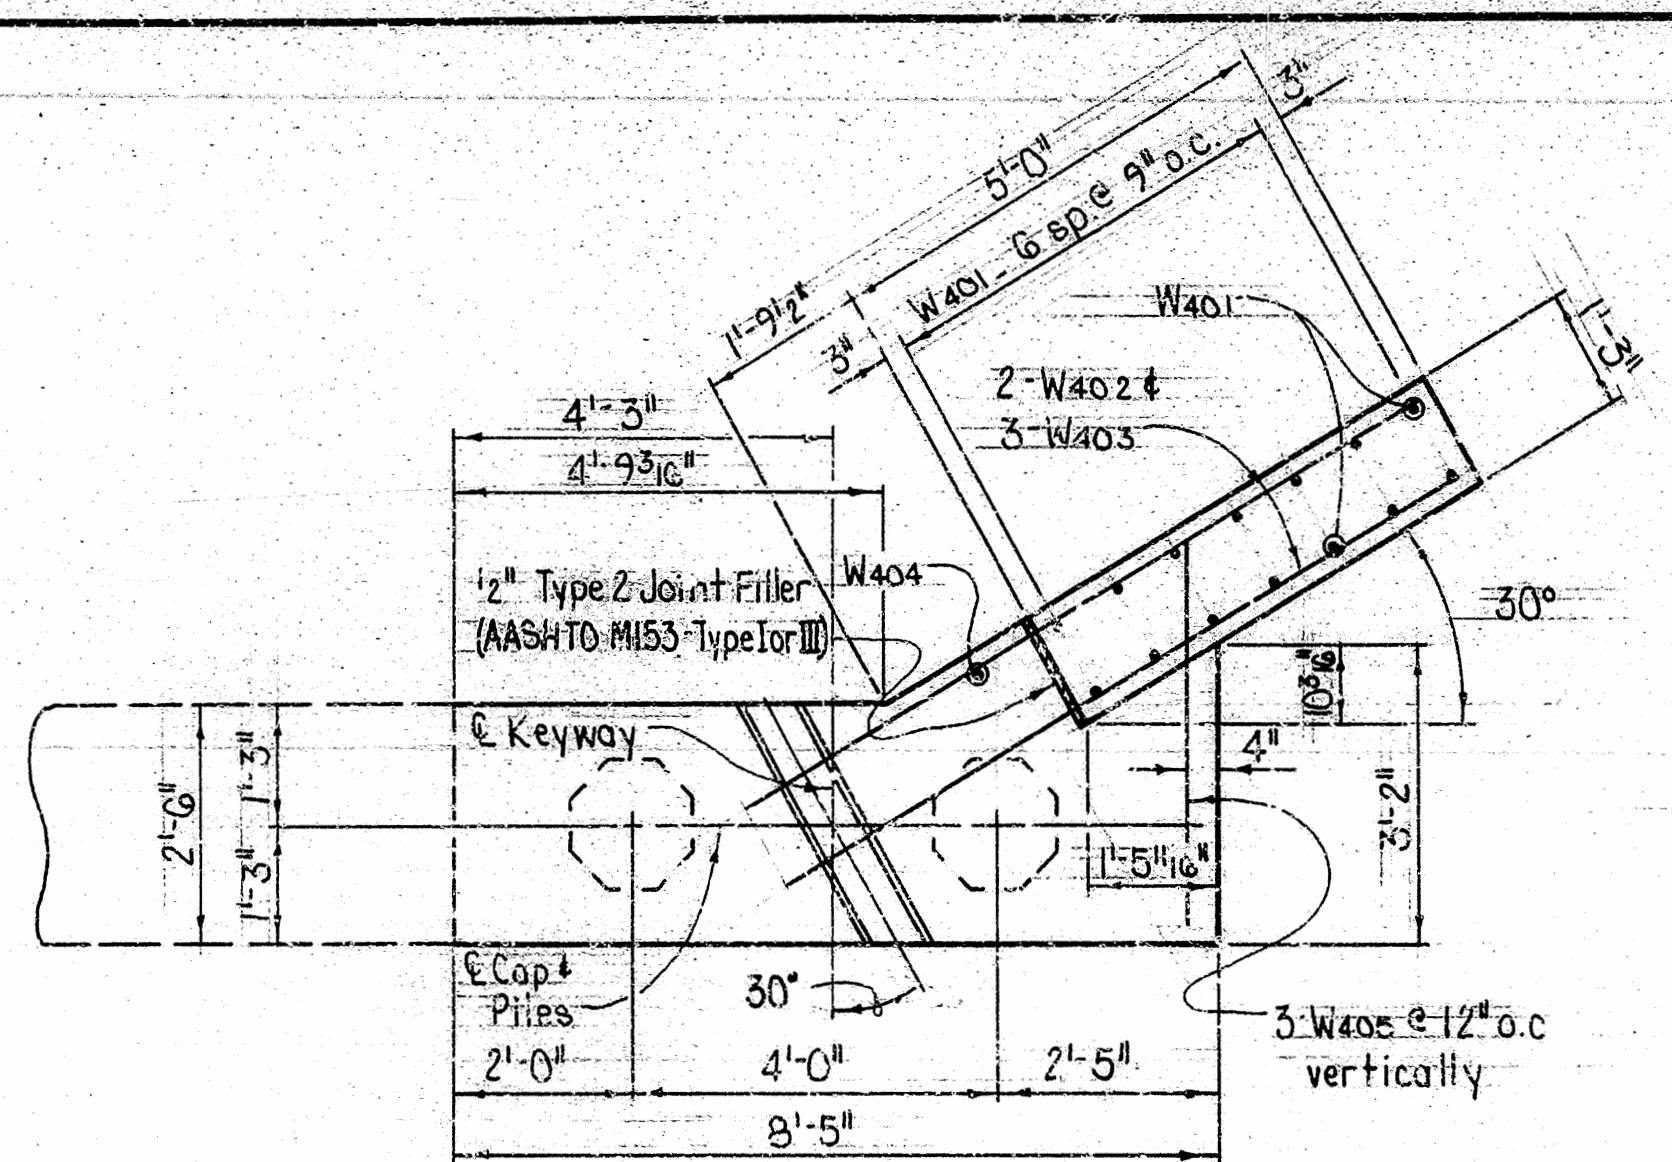 3"
5'-0"
W401 - 6 sp. @ 9" o.c.
1'-9 1/2"
3"
W401
1'-3"
2-W402 &
3-W403
4'-3"
4'-9 3/16"
1/2" Type 2 Joint Filler
(AASHTO M153-Type I or III)
W404
30°
10 3/16"
℄ Keyway
4"
2'-6"
1'-3"
1'-3"
3'-2"
1'-5 11/16"
℄ Cap &
Piles
30°
3-W405 @ 12" o.c
vertically
2'-0"
4'-0"
2'-5"
8'-5"